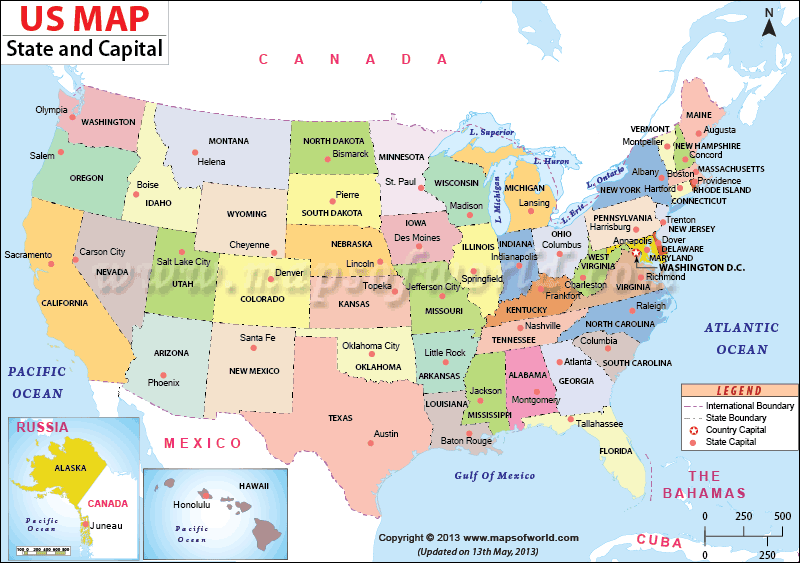 US MAP
State and Capital
N
C A N A D A
Olympia
WASHINGTON
Salem
OREGON
MONTANA
Helena
Boise
IDAHO
WYOMING
Cheyenne
NORTH DAKOTA
Bismarck
Pierre
SOUTH DAKOTA
NEBRASKA
Lincoln
MINNESOTA
St. Paul
L. Superior
WISCONSIN
Madison
L. Michigan
L. Huron
MICHIGAN
Lansing
L. Ontario
L. Erie
IOWA
Des Moines
MAINE
Augusta
VERMONT
Montpelier
NEW HAMPSHIRE
Concord
MASSACHUSETTS
Boston
Providence
RHODE ISLAND
Albany
Hartford
CONNECTICUT
NEW YORK
PENNSYLVANIA
Harrisburg
Trenton
NEW JERSEY
Annapolis
Dover
DELAWARE
MARYLAND
WASHINGTON D.C.
Sacramento
CALIFORNIA
Carson City
NEVADA
Salt Lake City
UTAH
Denver
COLORADO
Topeka
KANSAS
Jefferson City
MISSOURI
ILLINOIS
Springfield
INDIANA
Indianapolis
OHIO
Columbus
WEST
VIRGINIA
Charleston
VIRGINIA
Richmond
KENTUCKY
Frankfort
Nashville
TENNESSEE
Raleigh
NORTH CAROLINA
Columbia
SOUTH CAROLINA
www.mapsofworld.com
ARIZONA
Phoenix
Santa Fe
NEW MEXICO
Oklahoma City
OKLAHOMA
Little Rock
ARKANSAS
TEXAS
Austin
LOUISIANA
Baton Rouge
Jackson
MISSISSIPPI
ALABAMA
Montgomery
Atlanta
GEORGIA
Tallahassee
FLORIDA
PACIFIC
OCEAN
ATLANTIC
OCEAN
M E X I C O
Gulf Of Mexico
THE
BAHAMAS
CUBA
LEGEND
International Boundary
State Boundary
Country Capital
State Capital
RUSSIA
ALASKA
CANADA
Pacific
Ocean
Juneau
HAWAII
Honolulu
Pacific
Ocean
0 250 500
0 250
Copyright © 2013 www.mapsofworld.com
(Updated on 13th May, 2013)